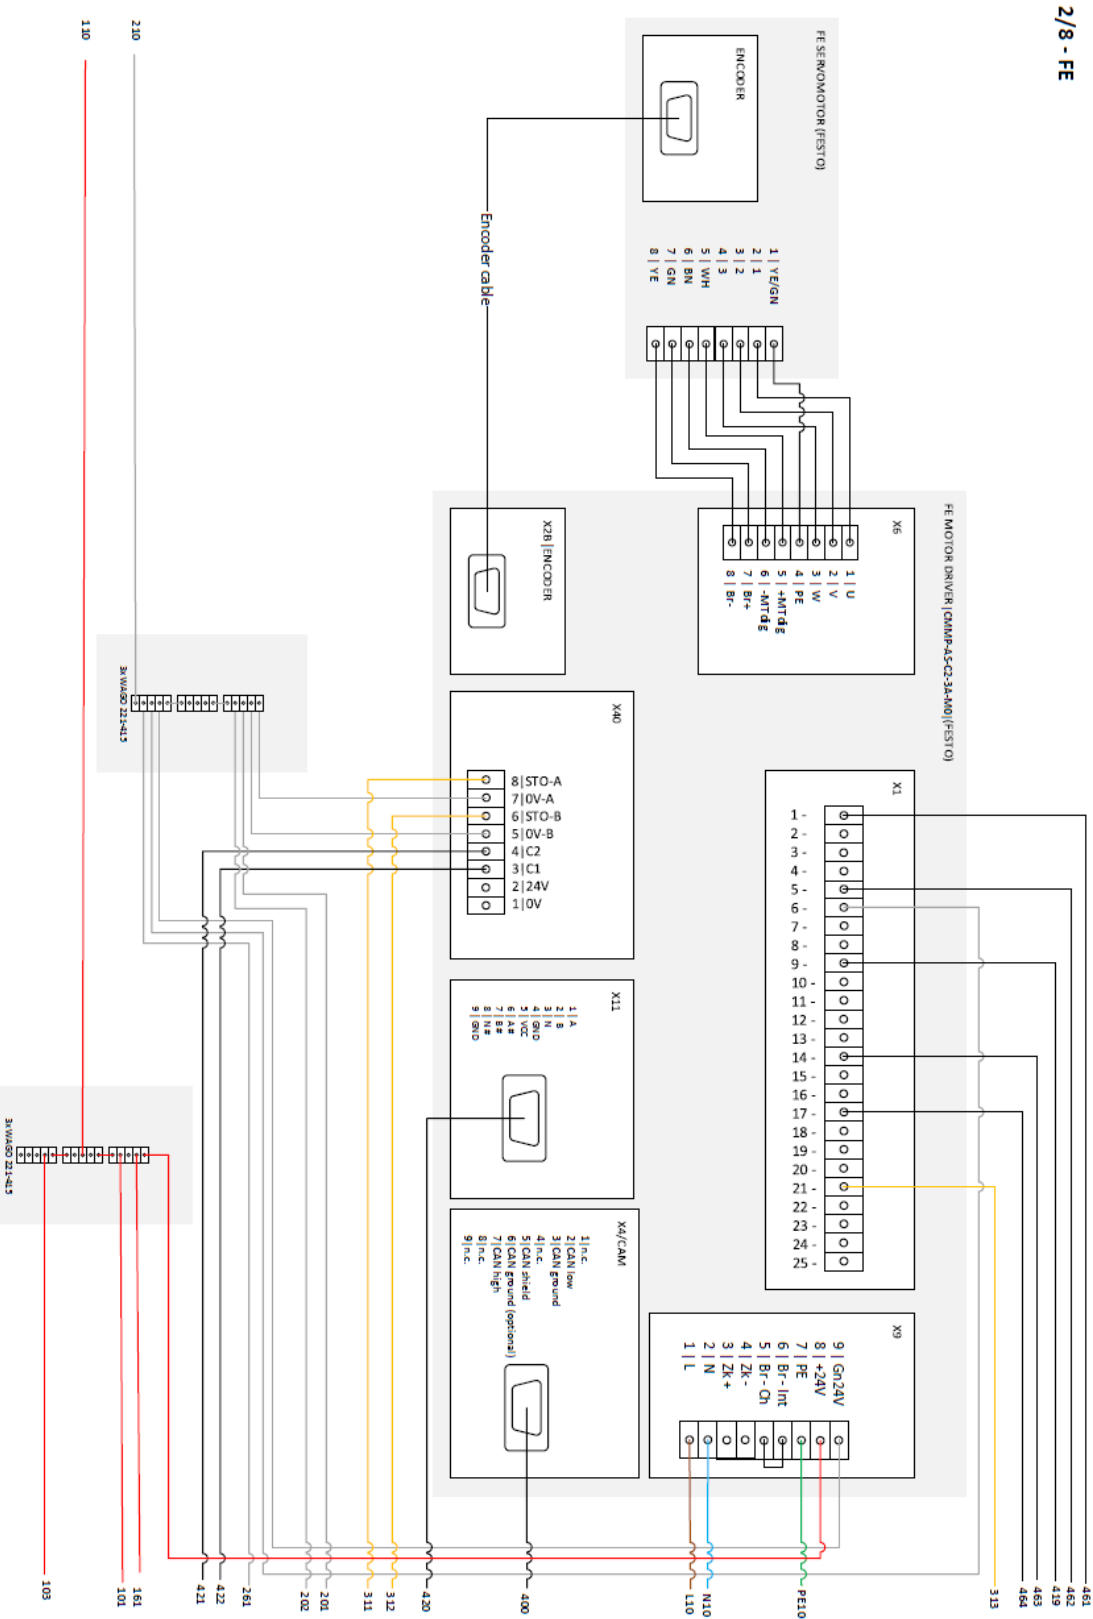 2/8 - FE
FE SERVOMOTOR (FESTO)
ENCODER
1 | YE/GN
2 | 1
3 | 2
4 | 3
5 | WH
6 | BN
7 | GN
8 | YE
Encoder cable
110
210
FE MOTOR DRIVER | CMMP-AS-C2-3A-M0 | (FESTO)
X6
1 | U
2 | V
3 | W
4 | PE
5 | +MTdig
6 | -MTdig
7 | Br+
8 | Br-
X2B | ENCODER
3x WAGO 221-415
X40
8|STO-A
7|0V-A
6|STO-B
5|0V-B
4|C2
3|C1
2|24V
1|0V
X1
1 -
2 -
3 -
4 -
5 -
6 -
7 -
8 -
9 -
10 -
11 -
12 -
13 -
14 -
15 -
16 -
17 -
18 -
19 -
20 -
21 -
22 -
23 -
24 -
25 -
X11
1 | A
2 | B
3 | N
4 | GND
5 | VCC
6 | A#
7 | B#
8 | N#
9 | GND
X4/CAM
1|n.c.
2|CAN low
3|CAN ground
4|n.c.
5|CAN shield
6|CAN ground (optional)
7|CAN high
8|n.c.
9|n.c.
X9
9 | Gn24V
8 | +24V
7 | PE
6 | Br - Int
5 | Br - Ch
4 | Zk -
3 | Zk +
2 | N
1 | L
3x WAGO 221-415
103
101
161
421
422
261
202
201
311
312
420
400
L10
N10
PE10
313
464
463
419
462
461